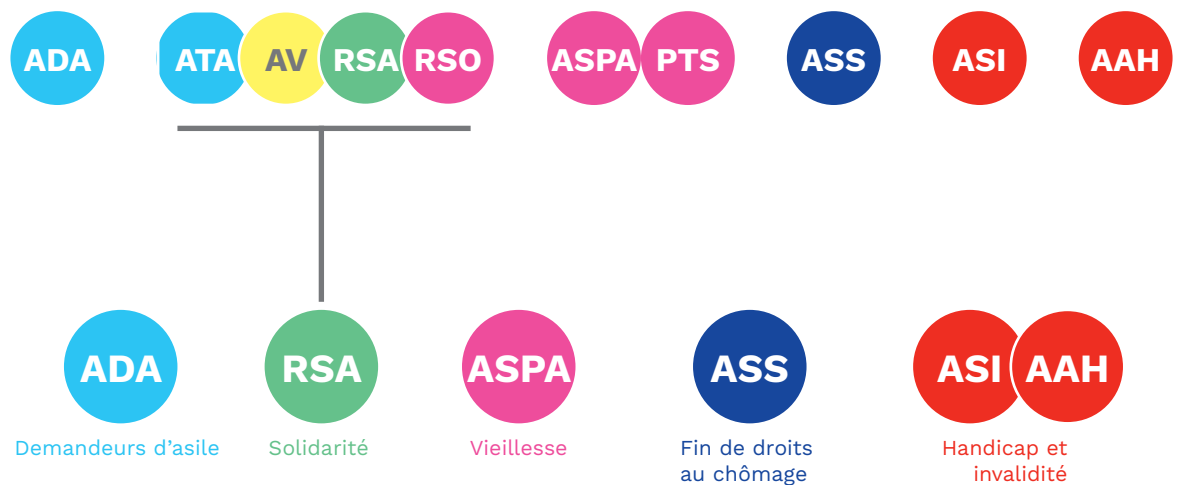 ADA ATA AV RSA RSO ASPA PTS ASS ASI AAH
ADA RSA ASPA ASS ASI AAH
Demandeurs d'asile Solidarité Vieillesse Fin de droits Handicap et
au chômage invalidité